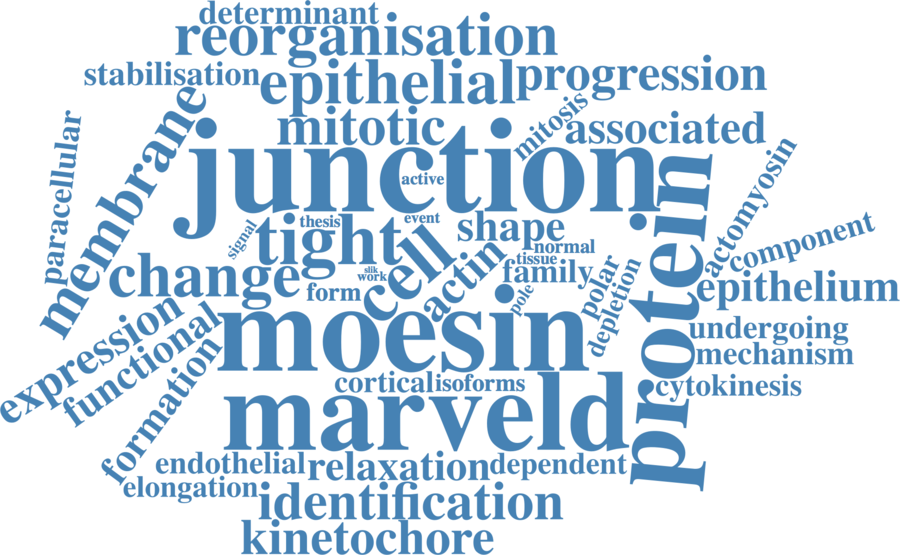 determinant
reorganisation
stabilisation
epithelial
progression
membrane
mitotic
mitosis
associated
paracellular
junction
active
protein
actomyosin
signal
thesis
event
tight
cell
shape
normal
tissue
component
change
slik
work
form
actin
family
pole
polar
depletion
epithelium
expression
functional
moesin
undergoing
mechanism
formation
cortical
isoforms
cytokinesis
marveld
endothelial
relaxation
dependent
elongation
identification
kinetochore